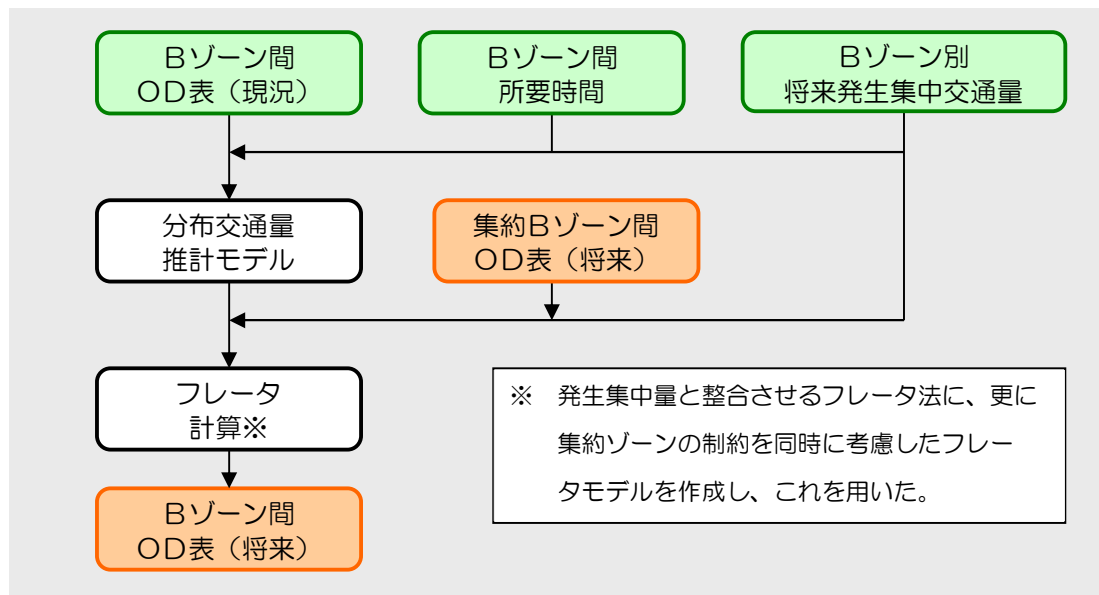 Bゾーン間
OD表（現況）
Bゾーン間
所要時間
Bゾーン別
将来発生集中交通量
分布交通量
推計モデル
集約Bゾーン間
OD表（将来）
フレータ
計算※
※　発生集中量と整合させるフレータ法に、更に
集約ゾーンの制約を同時に考慮したフレー
タモデルを作成し、これを用いた。
Bゾーン間
OD表（将来）